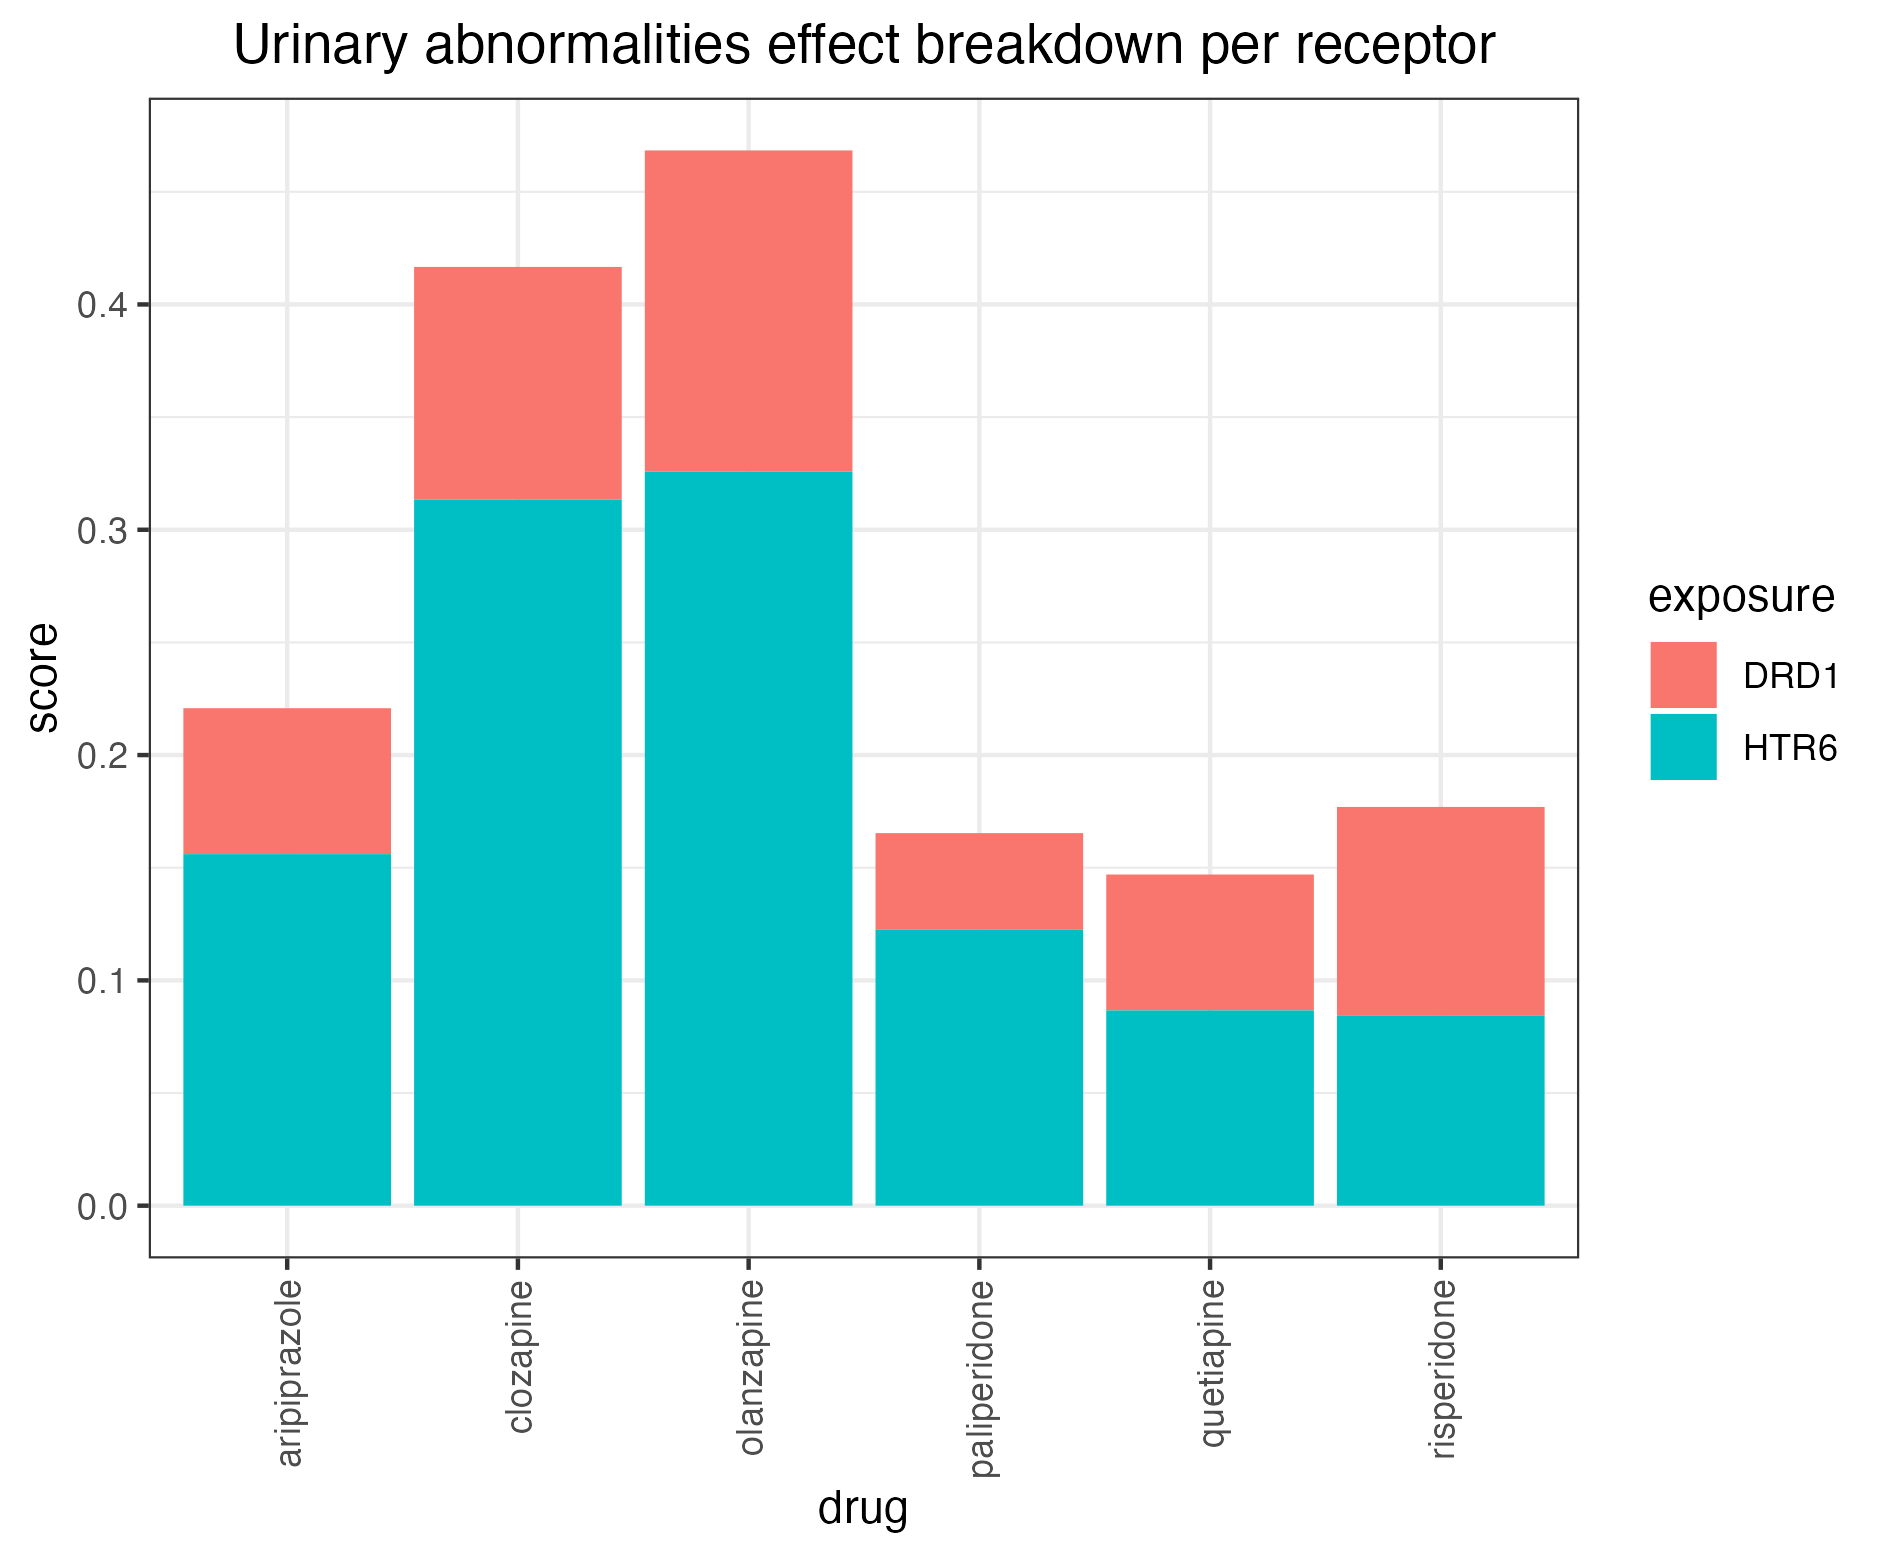 Urinary abnormalities effect breakdown per receptor
score
0.4
0.3
0.2
0.1
0.0
aripiprazole
clozapine
olanzapine
paliperidone
quetiapine
risperidone
drug
exposure
DRD1
HTR6